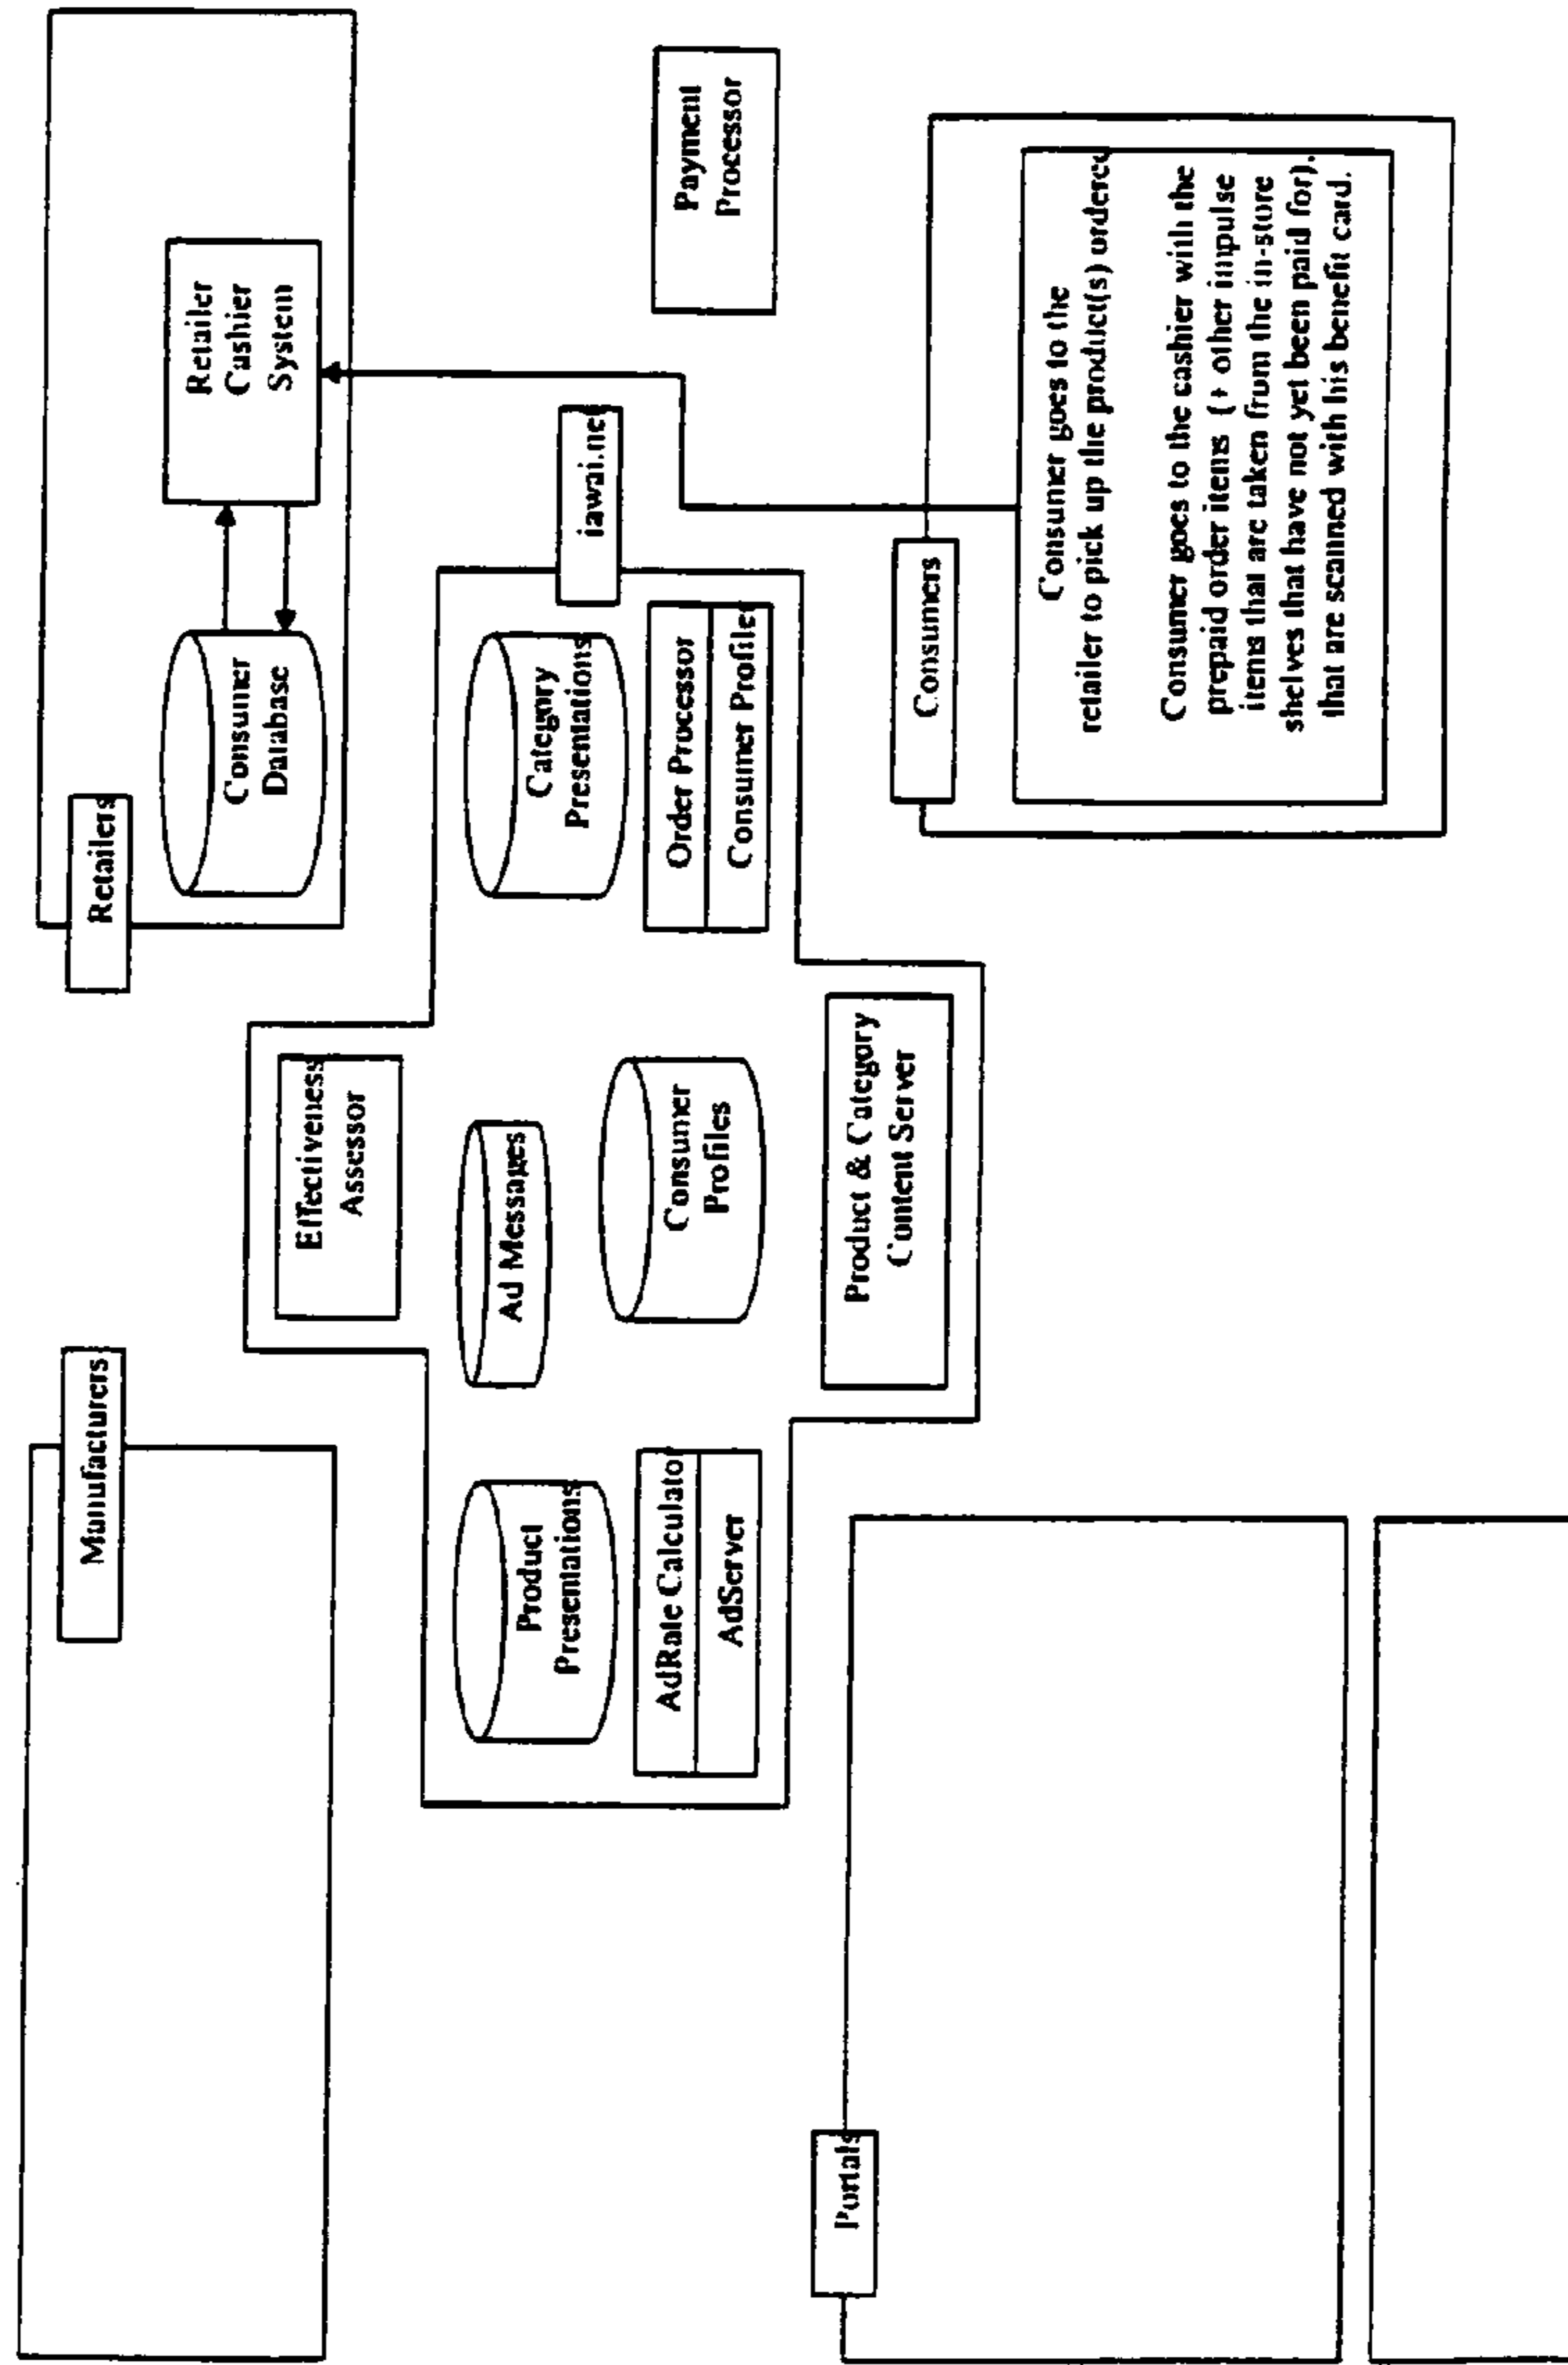 Manufacturers
Retailers
Effectiveness
Assessor
Consumer
Database
Retailer
Cashier
System
Product
Presentations
Ad Messages
Category
Presentations
iawai.net
AdRate Calculator
AdServer
Consumer
Profiles
Order Processor
Consumer Profiler
Payment
Processor
Product & Category
Content Server
Portals
Consumers
Consumer goes to the
retailer to pick up the product(s) ordered
Consumer goes to the cashier with the
prepaid order items (+ other impulse
items that are taken from the in-store
shelves that have not yet been paid for).
that are scanned with his benefit card.